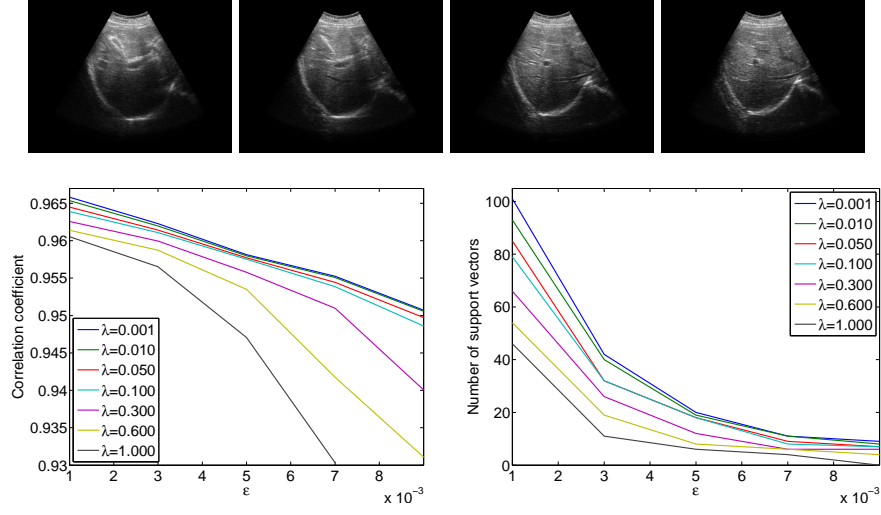 0.965
0.96
0.955
0.95
0.945
0.94
0.935
0.93
Correlation coefficient
λ=0.001
λ=0.010
λ=0.050
λ=0.100
λ=0.300
λ=0.600
λ=1.000
1 2 3 4 5 6 7 8
ε
x 10⁻³
100
80
60
40
20
0
Number of support vectors
λ=0.001
λ=0.010
λ=0.050
λ=0.100
λ=0.300
λ=0.600
λ=1.000
1 2 3 4 5 6 7 8
ε
x 10⁻³